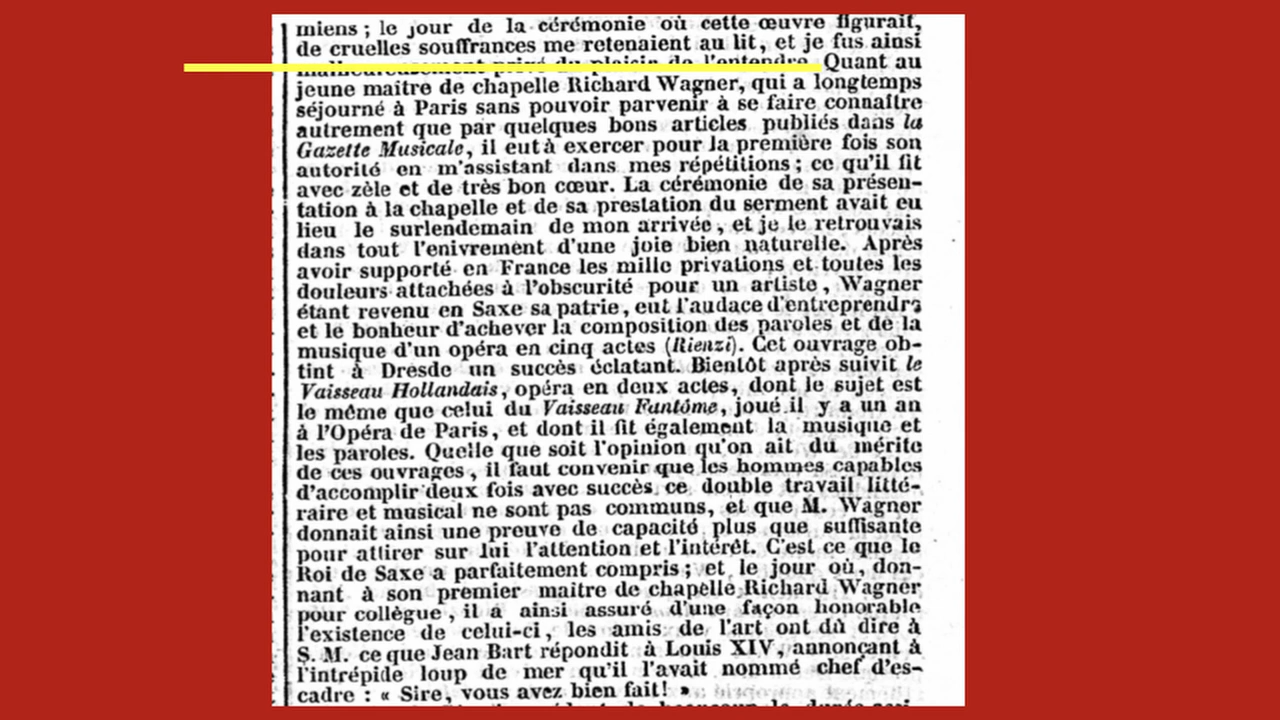 miens ; le jour de la cérémonie où cette œuvre figurait,
de cruelles souffrances me retenaient au lit, et je fus ainsi
malheureusement privé du plaisir de l'entendre. Quant au
jeune maître de chapelle Richard Wagner, qui a longtemps
séjourné à Paris sans pouvoir parvenir à se faire connaître
autrement que par quelques bons articles publiés dans la
Gazette Musicale, il eut à exercer pour la première fois son
autorité en m'assistant dans mes répétitions ; ce qu'il fit
avec zèle et de très bon cœur. La cérémonie de sa présen-
tation à la chapelle et de sa prestation du serment avait eu
lieu le surlendemain de mon arrivée, et je le retrouvais
dans tout l'enivrement d'une joie bien naturelle. Après
avoir supporté en France les mille privations et toutes les
douleurs attachées à l'obscurité pour un artiste, Wagner
étant revenu en Saxe sa patrie, eut l'audace d'entreprendre
et le bonheur d'achever la composition des paroles et de la
musique d'un opéra en cinq actes (Rienzi). Cet ouvrage ob-
tint à Dresde un succès éclatant. Bientôt après suivit le
Vaisseau Hollandais, opéra en deux actes, dont le sujet est
le même que celui du Vaisseau Fantôme, joué il y a un an
à l'Opéra de Paris, et dont il fit également la musique et
les paroles. Quelle que soit l'opinion qu'on ait du mérite
de ces ouvrages, il faut convenir que les hommes capables
d'accomplir deux fois avec succès ce double travail litté-
raire et musical ne sont pas communs, et que M. Wagner
donnait ainsi une preuve de capacité plus que suffisante
pour attirer sur lui l'attention et l'intérêt. C'est ce que le
Roi de Saxe a parfaitement compris ; et le jour où, don-
nant à son premier maître de chapelle Richard Wagner
pour collègue, il a ainsi assuré d'une façon honorable
l'existence de celui-ci, les amis de l'art ont dû dire à
S. M. ce que Jean Bart répondit à Louis XIV, annonçant à
l'intrépide loup de mer qu'il l'avait nommé chef d'es-
cadre : « Sire, vous avez bien fait ! »